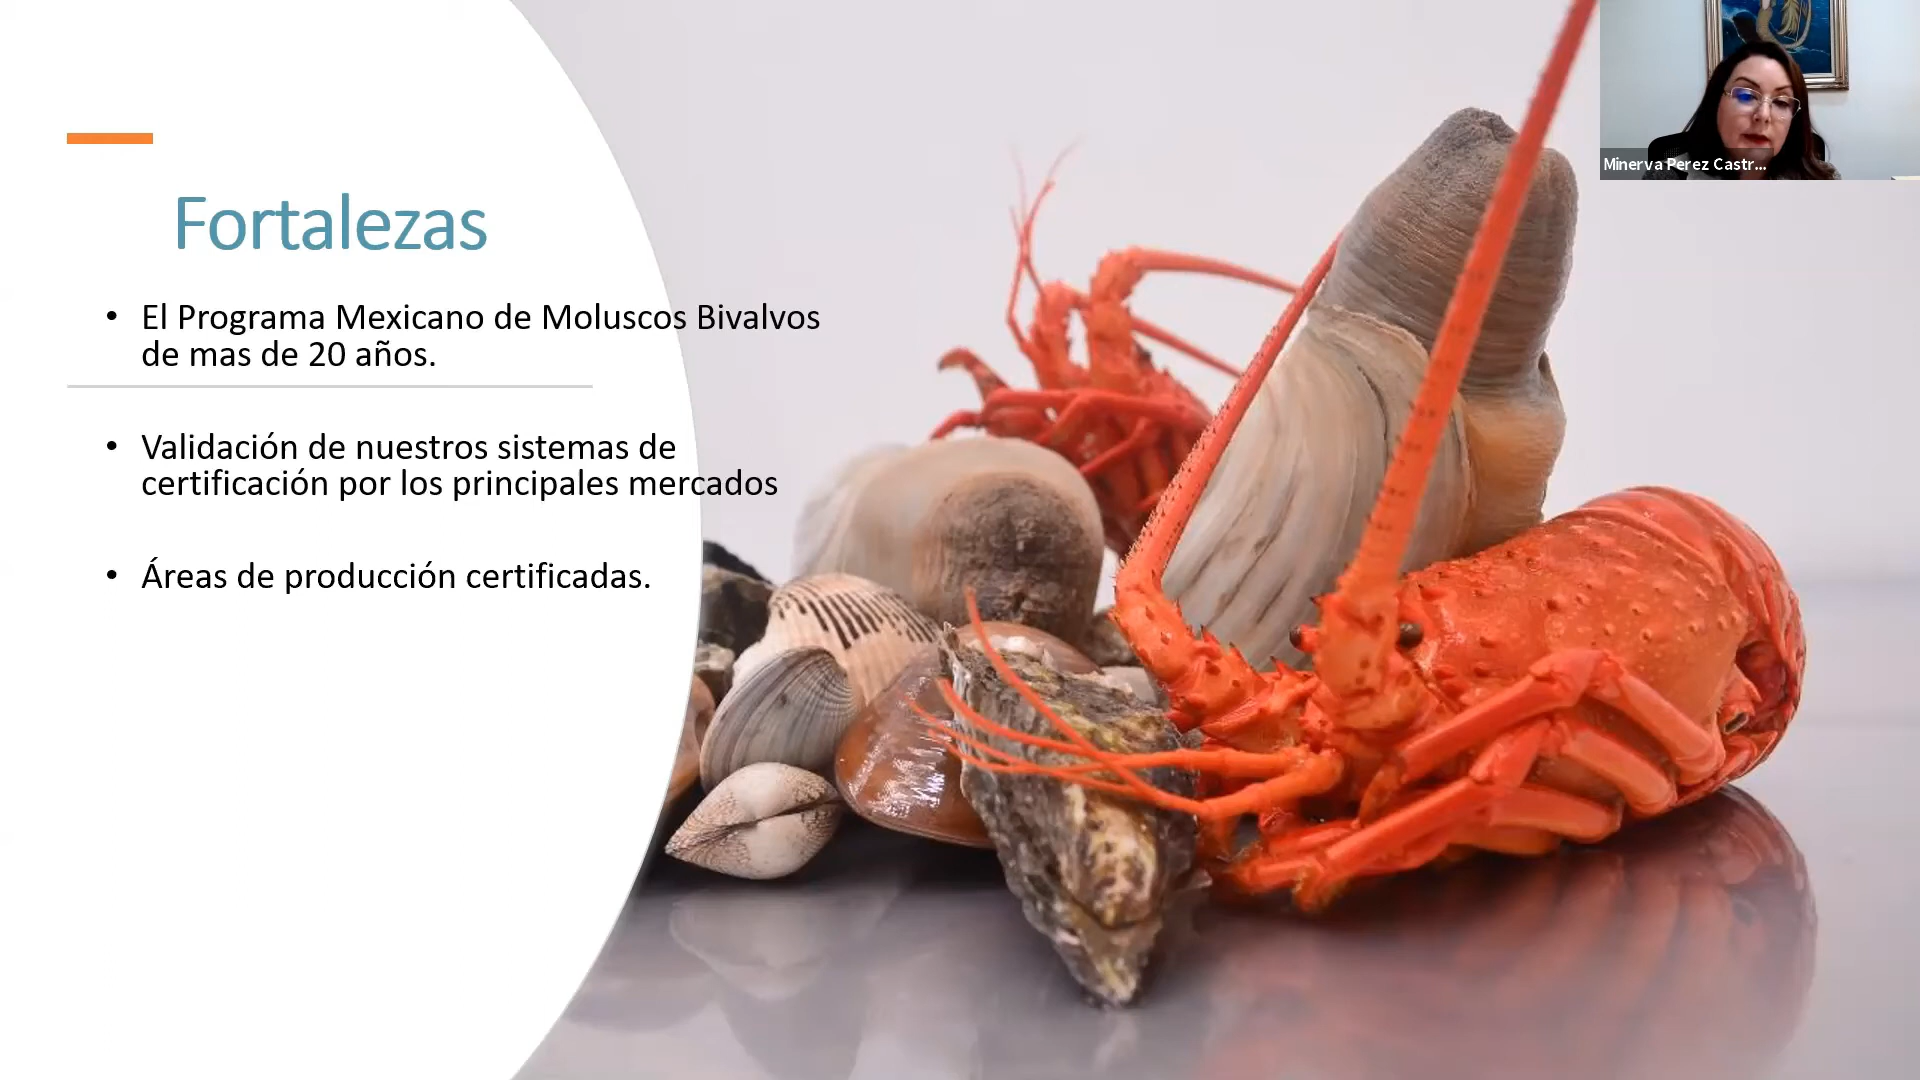 Fortalezas
• El Programa Mexicano de Moluscos Bivalvos
de mas de 20 años.
• Validación de nuestros sistemas de
certificación por los principales mercados
• Áreas de producción certificadas.
Minerva Perez Castr...